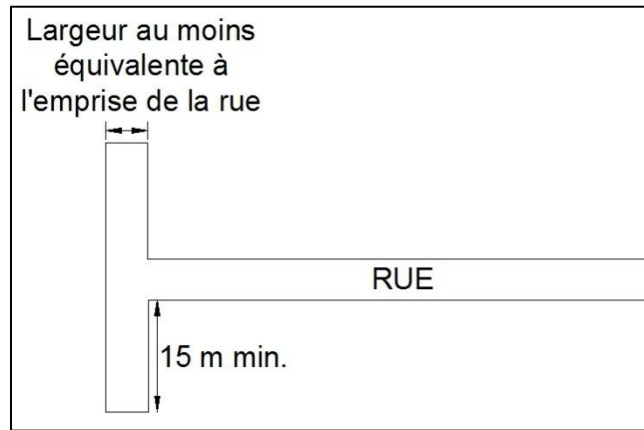 Largeur au moins
équivalente à
l'emprise de la rue
RUE
15 m min.